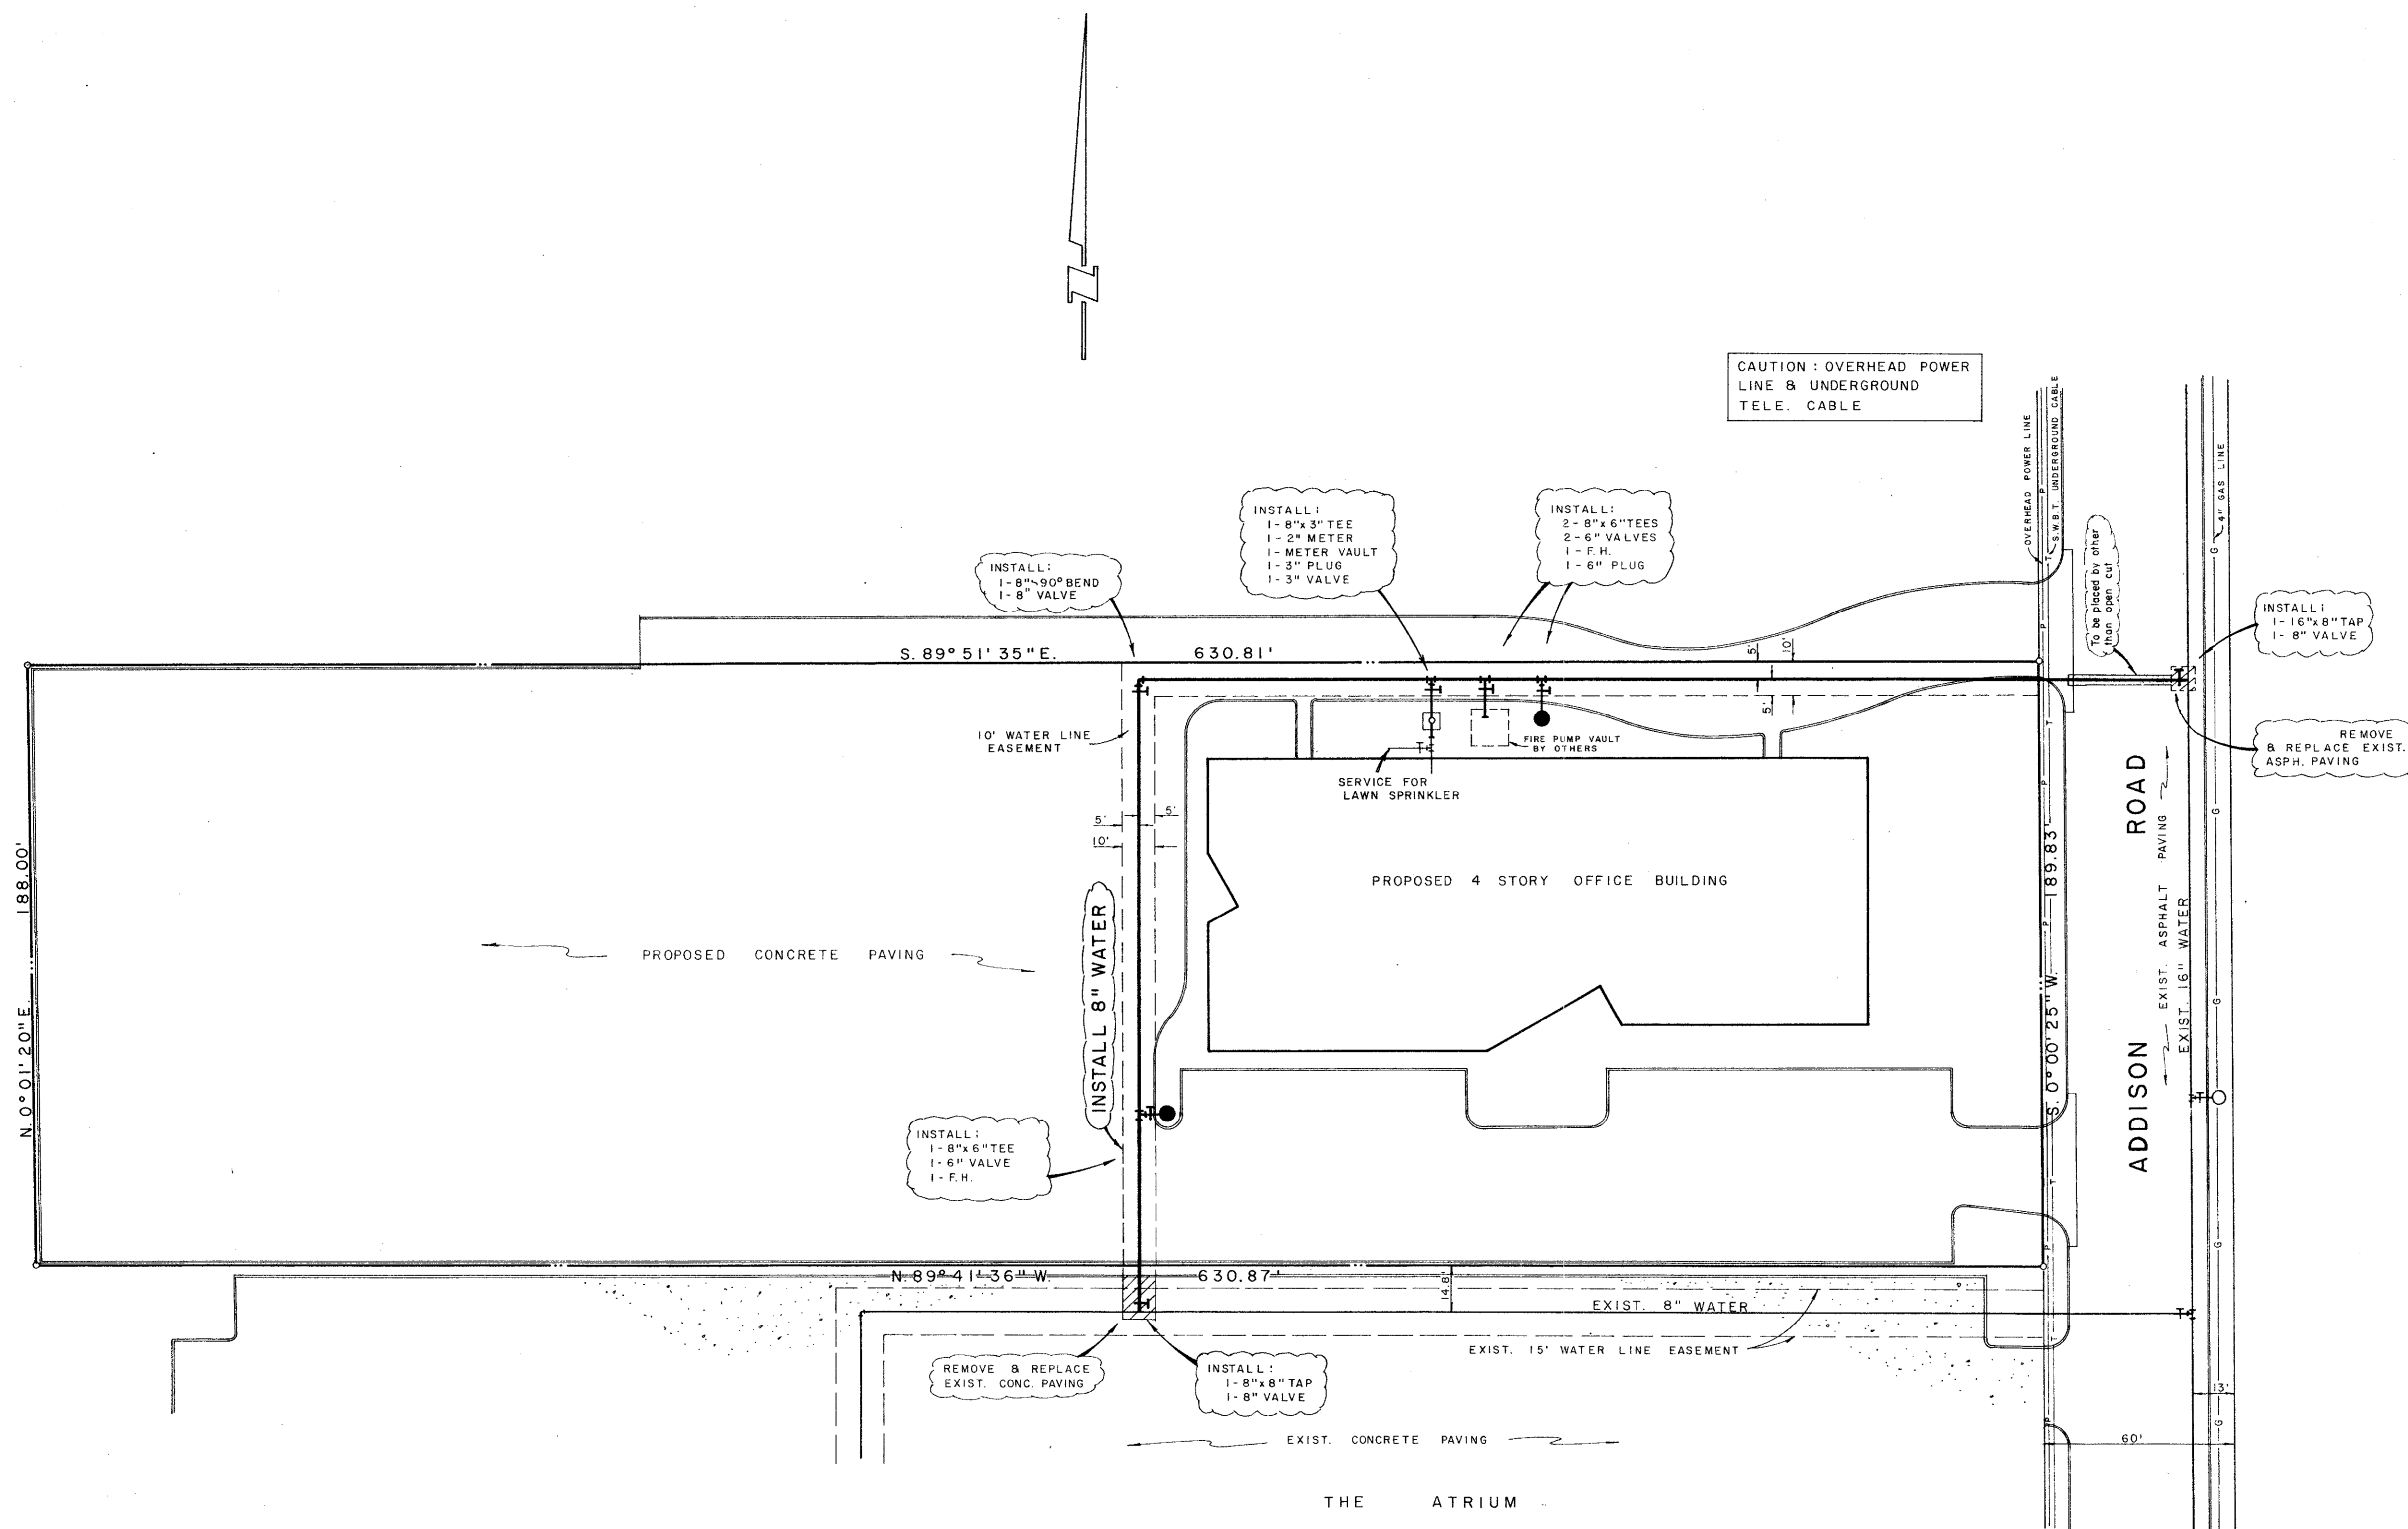 CAUTION : OVERHEAD POWER
LINE & UNDERGROUND
TELE. CABLE
OVERHEAD POWER LINE
S.W.B.T. UNDERGROUND CABLE
4" GAS LINE
INSTALL:
1-8"x3" TEE
1-2" METER
1-METER VAULT
1-3" PLUG
1-3" VALVE
INSTALL:
2-8"x6" TEES
2-6" VALVES
1-F.H.
1-6" PLUG
INSTALL:
1-8"-90° BEND
1-8" VALVE
To be placed by other
than open cut
INSTALL:
1-16"x8" TAP
1-8" VALVE
S. 89° 51' 35" E. 630.81'
5'
10'
5'
REMOVE
& REPLACE EXIST.
ASPH. PAVING
10' WATER LINE
EASEMENT
FIRE PUMP VAULT
BY OTHERS
SERVICE FOR
LAWN SPRINKLER
5'
5'
10'
PROPOSED 4 STORY OFFICE BUILDING
PROPOSED CONCRETE PAVING
INSTALL 8" WATER
N. 0° 01' 20" E. 188.00'
S. 0° 00' 25" W. 189.83'
ADDISON ROAD
EXIST. ASPHALT PAVING
EXIST. 16" WATER
INSTALL:
1-8"x6" TEE
1-6" VALVE
1-F.H.
N. 89° 41' 36" W. 630.87'
14.8'
EXIST. 8" WATER
EXIST. 15' WATER LINE EASEMENT
REMOVE & REPLACE
EXIST. CONC. PAVING
INSTALL:
1-8"x8" TAP
1-8" VALVE
13'
60'
EXIST. CONCRETE PAVING
THE ATRIUM
P
P
T
P
T
P
T
P
T
P
P
G
G
G
G
G
G